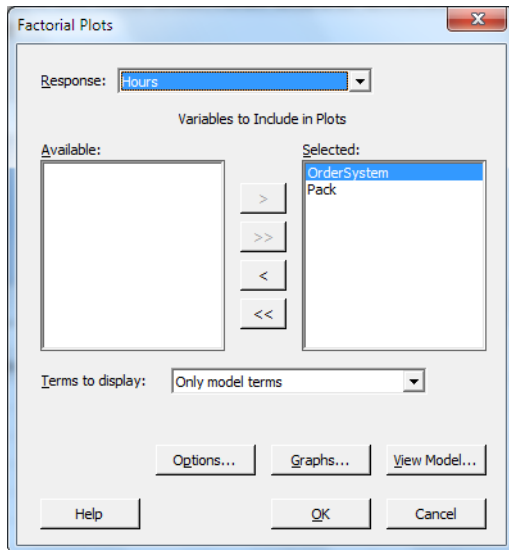 Factorial Plots
X
Response: Hours
Variables to Include in Plots
Available: Selected:
OrderSystem
> Pack
>>
<
<<
Terms to display: Only model terms
Options... Graphs... View Model...
Help OK Cancel